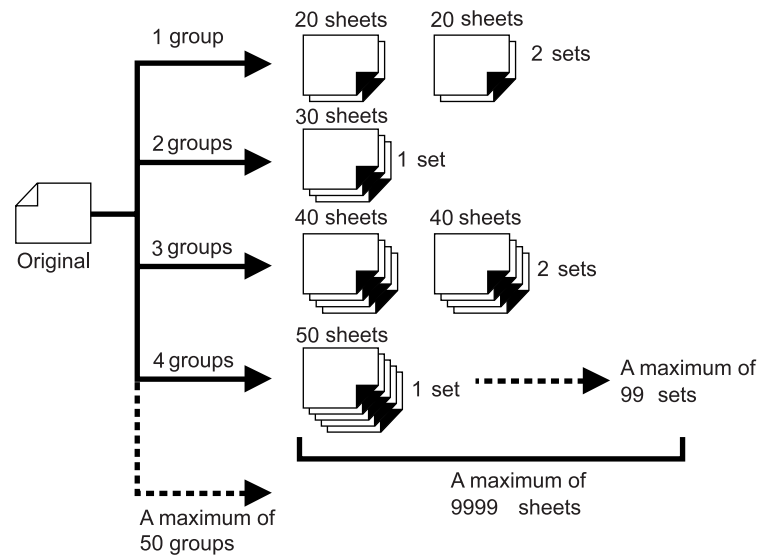 20 sheets 20 sheets
1 group
2 sets
30 sheets
2 groups
1 set
40 sheets 40 sheets
3 groups
2 sets
Original
50 sheets
4 groups
1 set
A maximum of
99 sets
A maximum of
9999 sheets
A maximum of
50 groups